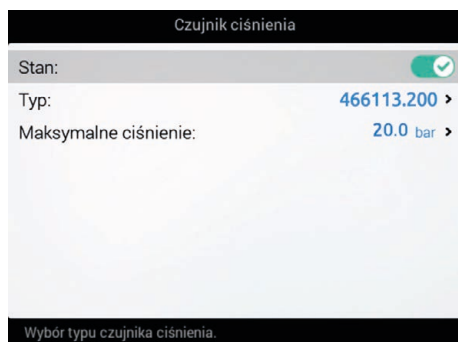 Czujnik ciśnienia
Stan:
Typ: 466113.200 >
Maksymalne ciśnienie: 20.0 bar >
Wybór typu czujnika ciśnienia.